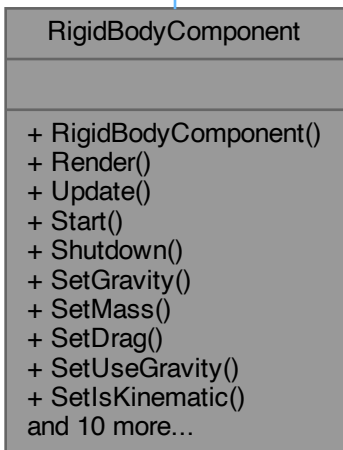 RigidBodyComponent
+ RigidBodyComponent()
+ Render()
+ Update()
+ Start()
+ Shutdown()
+ SetGravity()
+ SetMass()
+ SetDrag()
+ SetUseGravity()
+ SetIsKinematic()
and 10 more...